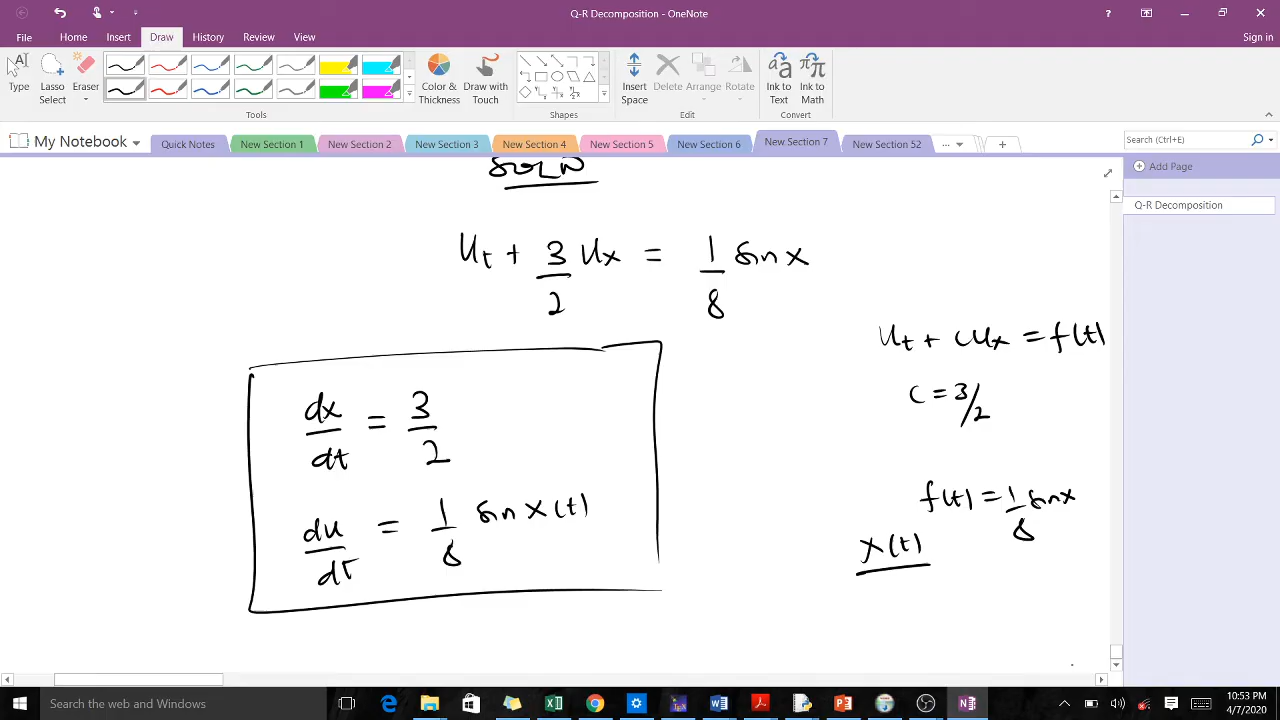 Q-R Decomposition - OneNote
File Home Insert Draw History Review View
Sign in
Type Lasso Select Eraser Color & Thickness Draw with Touch Insert Space Delete Arrange Rotate Ink to Text Ink to Math
Tools Shapes Edit Convert
My Notebook Quick Notes New Section 1 New Section 2 New Section 3 New Section 4 New Section 5 New Section 6 New Section 7 New Section 52 ... +
Search (Ctrl+E)
Add Page
Q-R Decomposition
SOLN
Ut + 3/2 Ux = 1/8 sin x
Ut + CUx = f(t)
C = 3/2
dx/dt = 3/2
f(t) = 1/8 sin x
du/dt = 1/8 sin x(t)
x(t)
Search the web and Windows
10:53 PM
4/7/2020